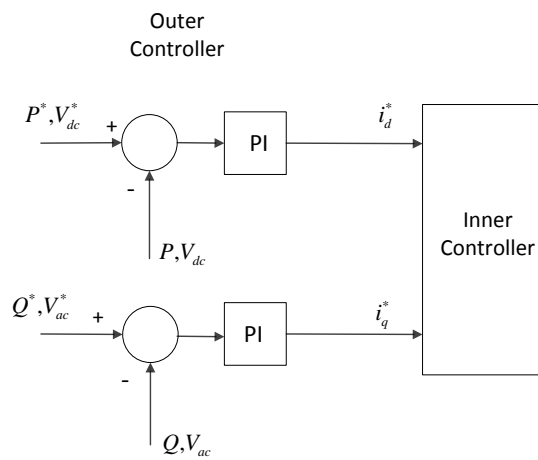 Outer
Controller
P*,V*dc
+
PI
i*d
-
P,Vdc
Inner
Controller
Q*,V*ac
+
PI
i*q
-
Q,Vac